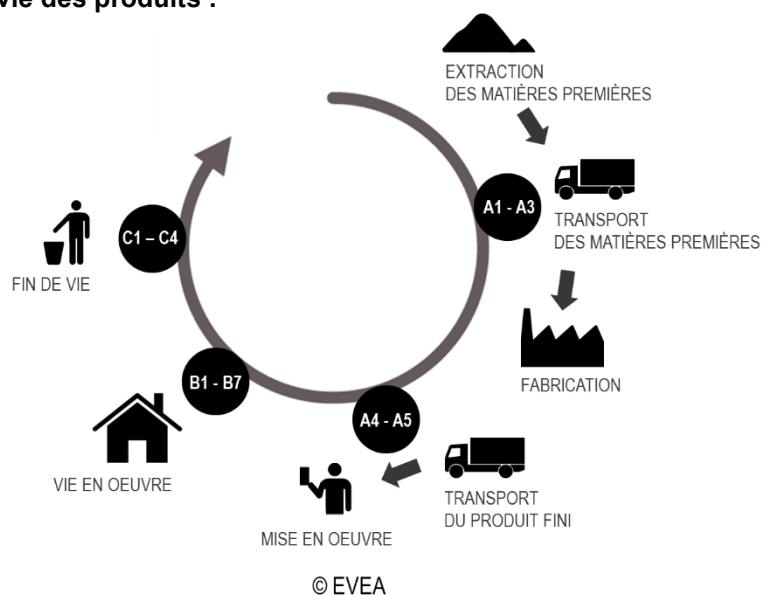 vie des produits :
EXTRACTION
DES MATIÈRES PREMIÈRES
A1 - A3
TRANSPORT
DES MATIÈRES PREMIÈRES
FABRICATION
A4 - A5
TRANSPORT
DU PRODUIT FINI
MISE EN OEUVRE
B1 - B7
VIE EN OEUVRE
C1 – C4
FIN DE VIE
© EVEA